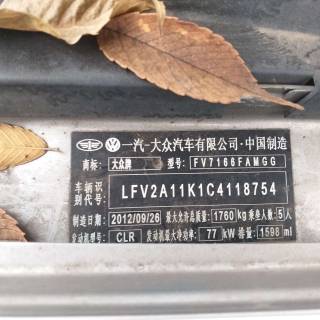 一汽-大众汽车有限公司·中国制造
商标: 大众牌 型号: FV7166FAMGG
车辆识别代号: LFV2A11K1C4118754
制造日期: 2012/09/26 最大允许总质量: 1760 kg 乘坐人数: 5 人
发动机型号: CLR 发动机最大净功率: 77 kW 排量: 1598 ml